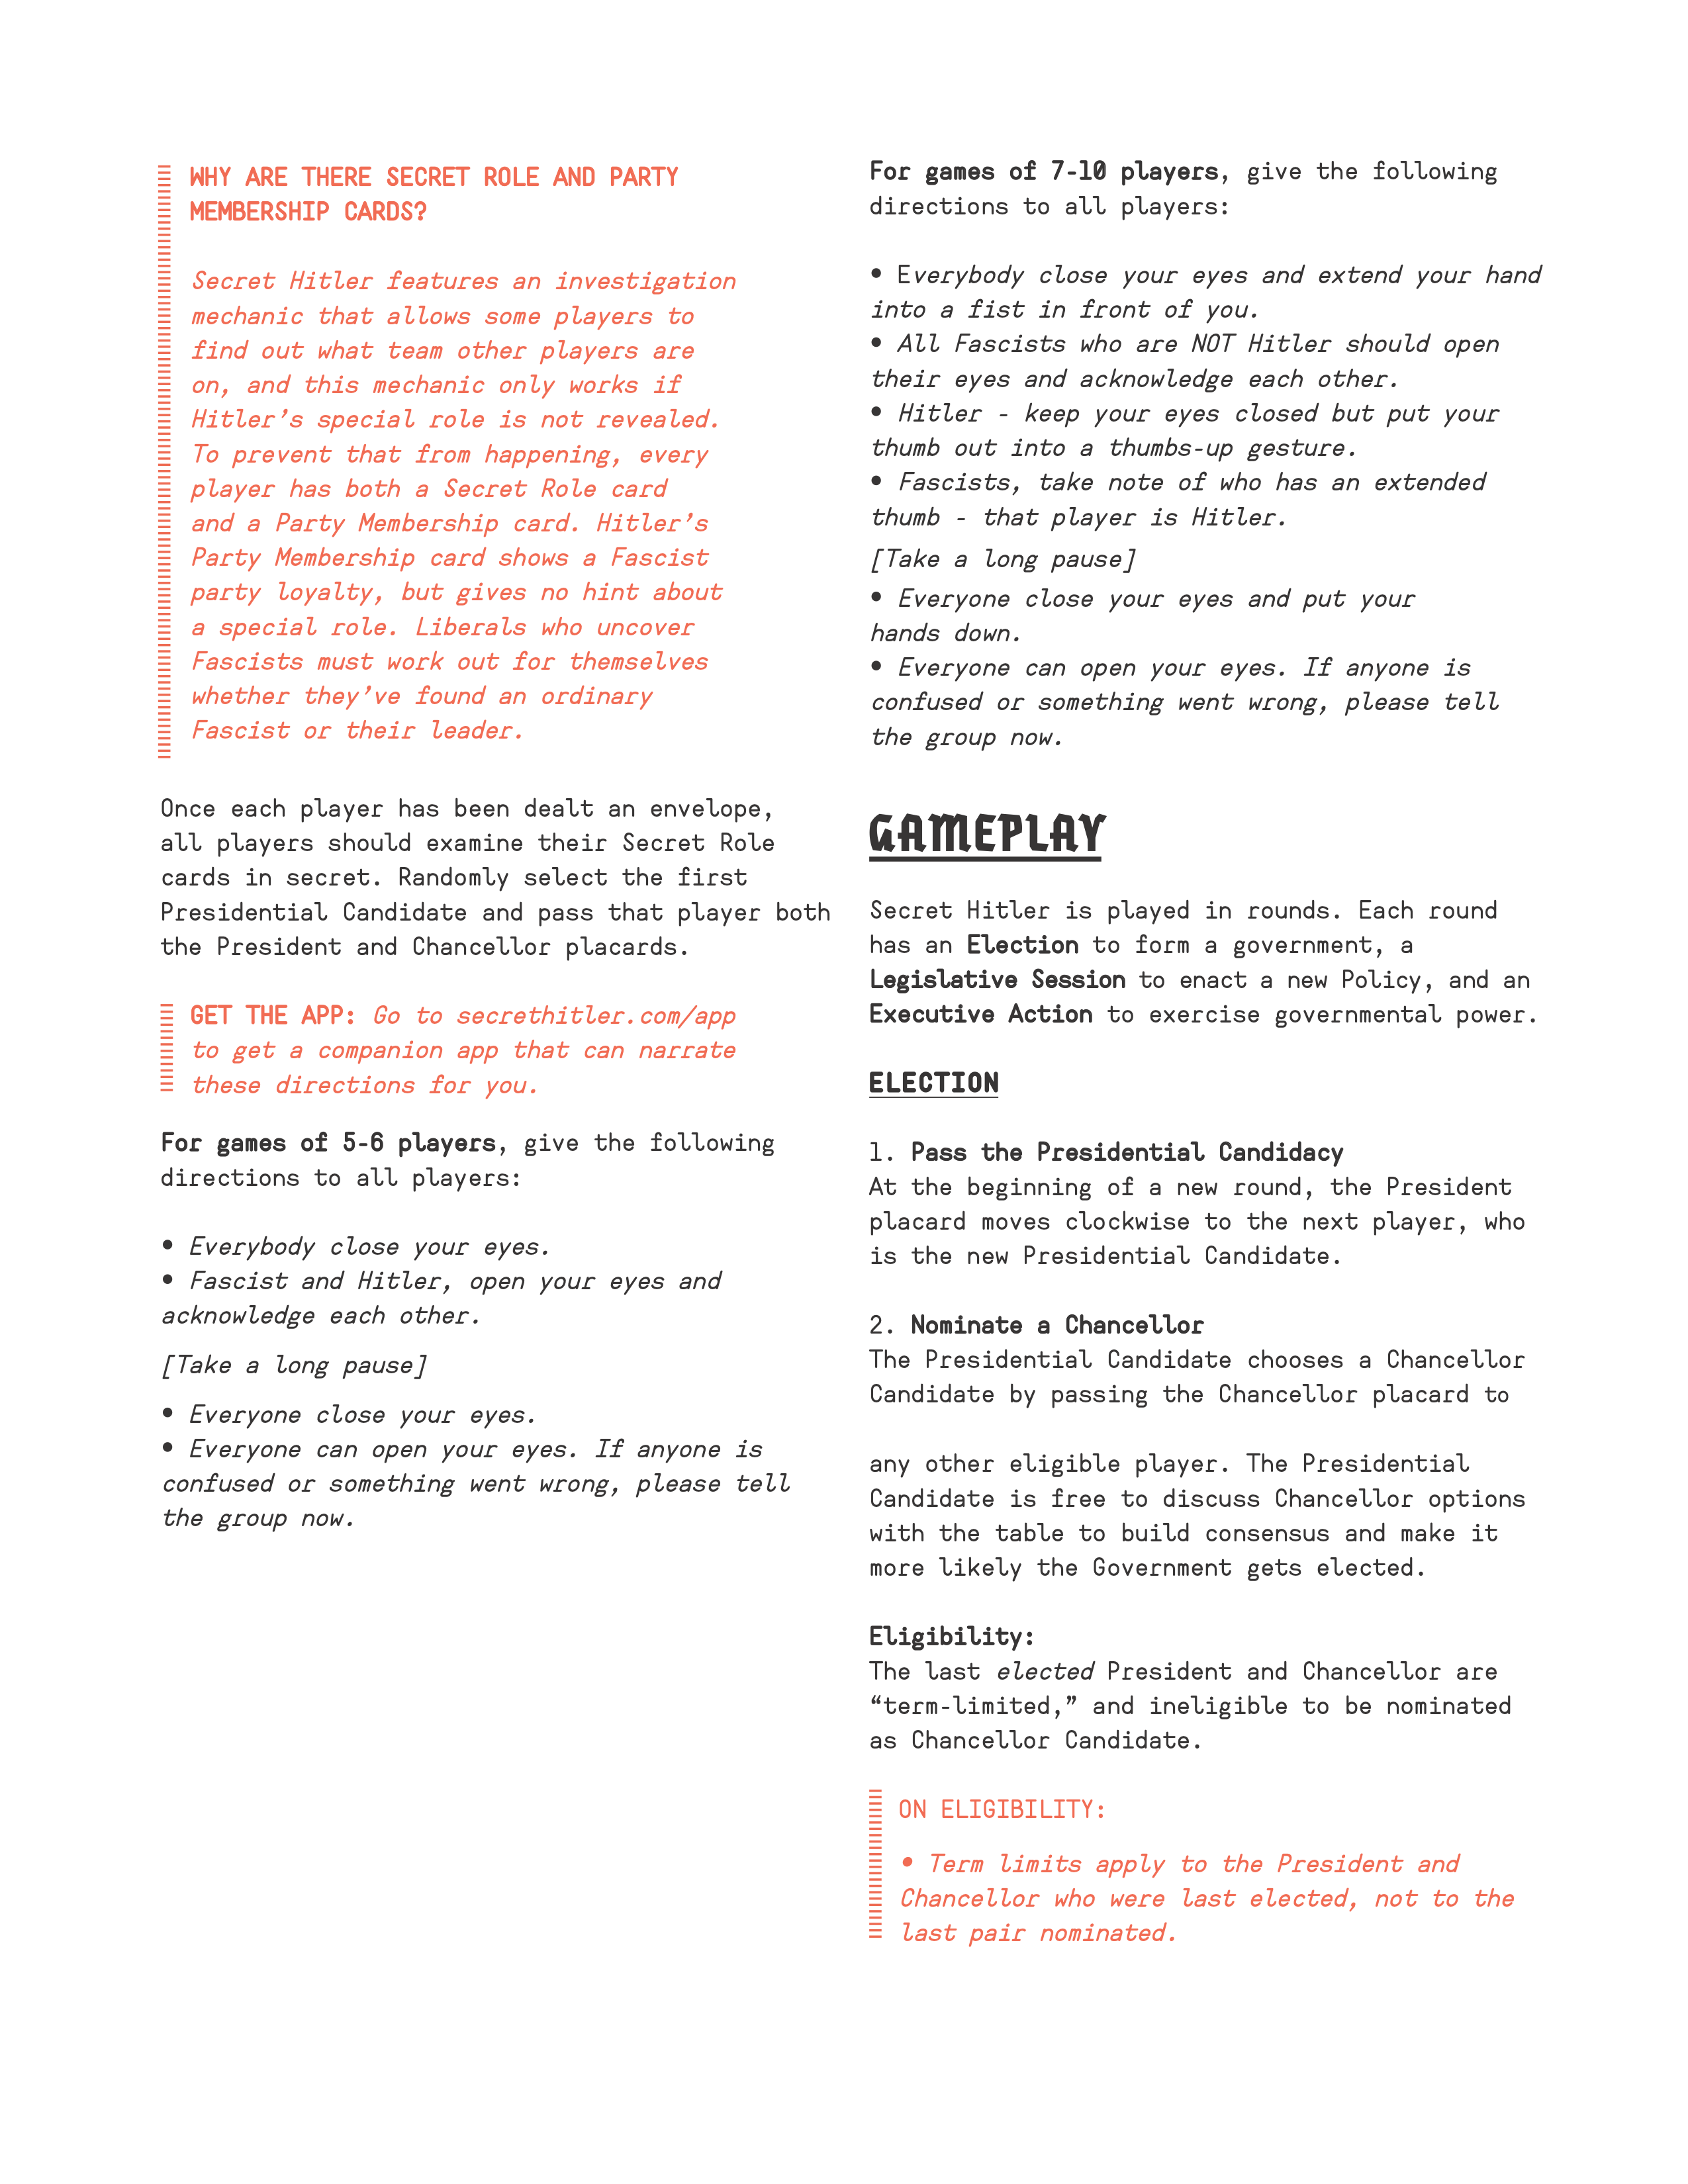 WHY ARE THERE SECRET ROLE AND PARTY
MEMBERSHIP CARDS?
Secret Hitler features an investigation
mechanic that allows some players to
find out what team other players are
on, and this mechanic only works if
Hitler’s special role is not revealed.
To prevent that from happening, every
player has both a Secret Role card
and a Party Membership card. Hitler’s
Party Membership card shows a Fascist
party loyalty, but gives no hint about
a special role. Liberals who uncover
Fascists must work out for themselves
whether they’ve found an ordinary
Fascist or their leader.
Once each player has been dealt an envelope,
all players should examine their Secret Role
cards in secret. Randomly select the first
Presidential Candidate and pass that player both
the President and Chancellor placards.
GET THE APP: Go to secrethitler.com/app
to get a companion app that can narrate
these directions for you.
For games of 5-6 players, give the following
directions to all players:
• Everybody close your eyes.
• Fascist and Hitler, open your eyes and
acknowledge each other.
[Take a long pause]
• Everyone close your eyes.
• Everyone can open your eyes. If anyone is
confused or something went wrong, please tell
the group now.
For games of 7-10 players, give the following
directions to all players:
• Everybody close your eyes and extend your hand
into a fist in front of you.
• All Fascists who are NOT Hitler should open
their eyes and acknowledge each other.
• Hitler - keep your eyes closed but put your
thumb out into a thumbs-up gesture.
• Fascists, take note of who has an extended
thumb - that player is Hitler.
[Take a long pause]
• Everyone close your eyes and put your
hands down.
• Everyone can open your eyes. If anyone is
confused or something went wrong, please tell
the group now.
GAMEPLAY
Secret Hitler is played in rounds. Each round
has an Election to form a government, a
Legislative Session to enact a new Policy, and an
Executive Action to exercise governmental power.
ELECTION
1. Pass the Presidential Candidacy
At the beginning of a new round, the President
placard moves clockwise to the next player, who
is the new Presidential Candidate.
2. Nominate a Chancellor
The Presidential Candidate chooses a Chancellor
Candidate by passing the Chancellor placard to
any other eligible player. The Presidential
Candidate is free to discuss Chancellor options
with the table to build consensus and make it
more likely the Government gets elected.
Eligibility:
The last elected President and Chancellor are
“term-limited,” and ineligible to be nominated
as Chancellor Candidate.
ON ELIGIBILITY:
• Term limits apply to the President and
Chancellor who were last elected, not to the
last pair nominated.